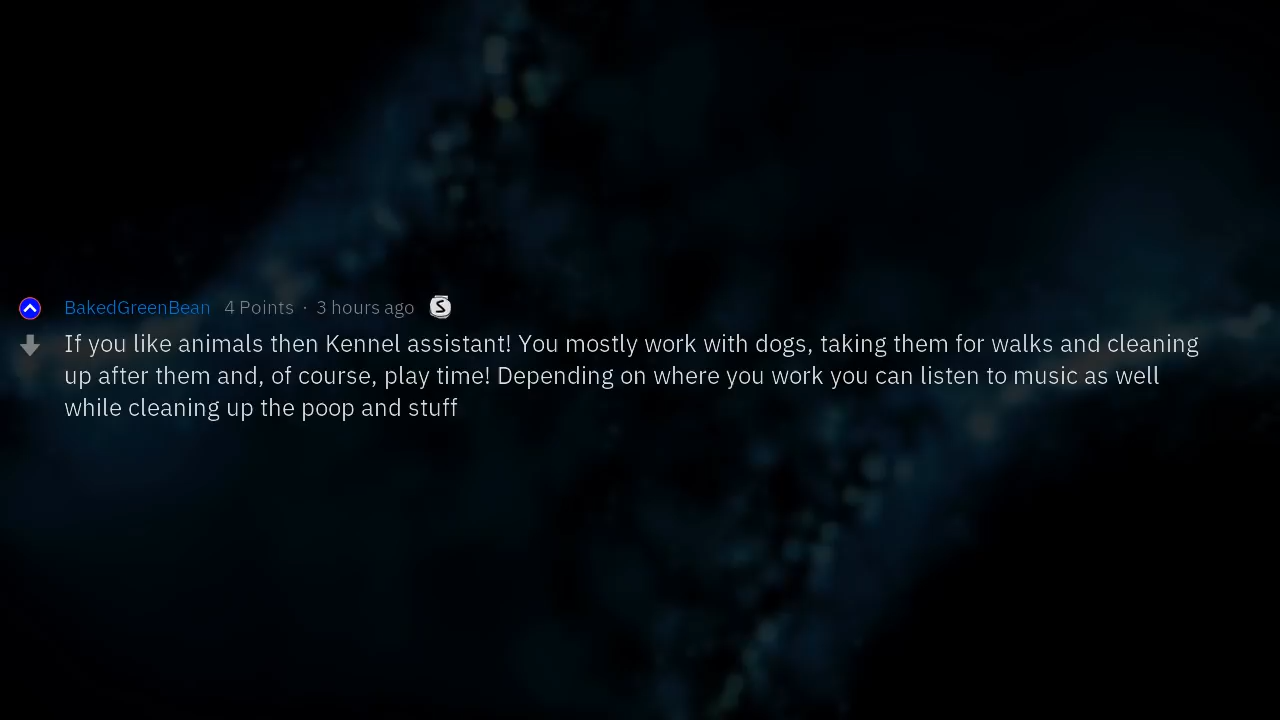 BakedGreenBean 4 Points · 3 hours ago S
If you like animals then Kennel assistant! You mostly work with dogs, taking them for walks and cleaning
up after them and, of course, play time! Depending on where you work you can listen to music as well
while cleaning up the poop and stuff